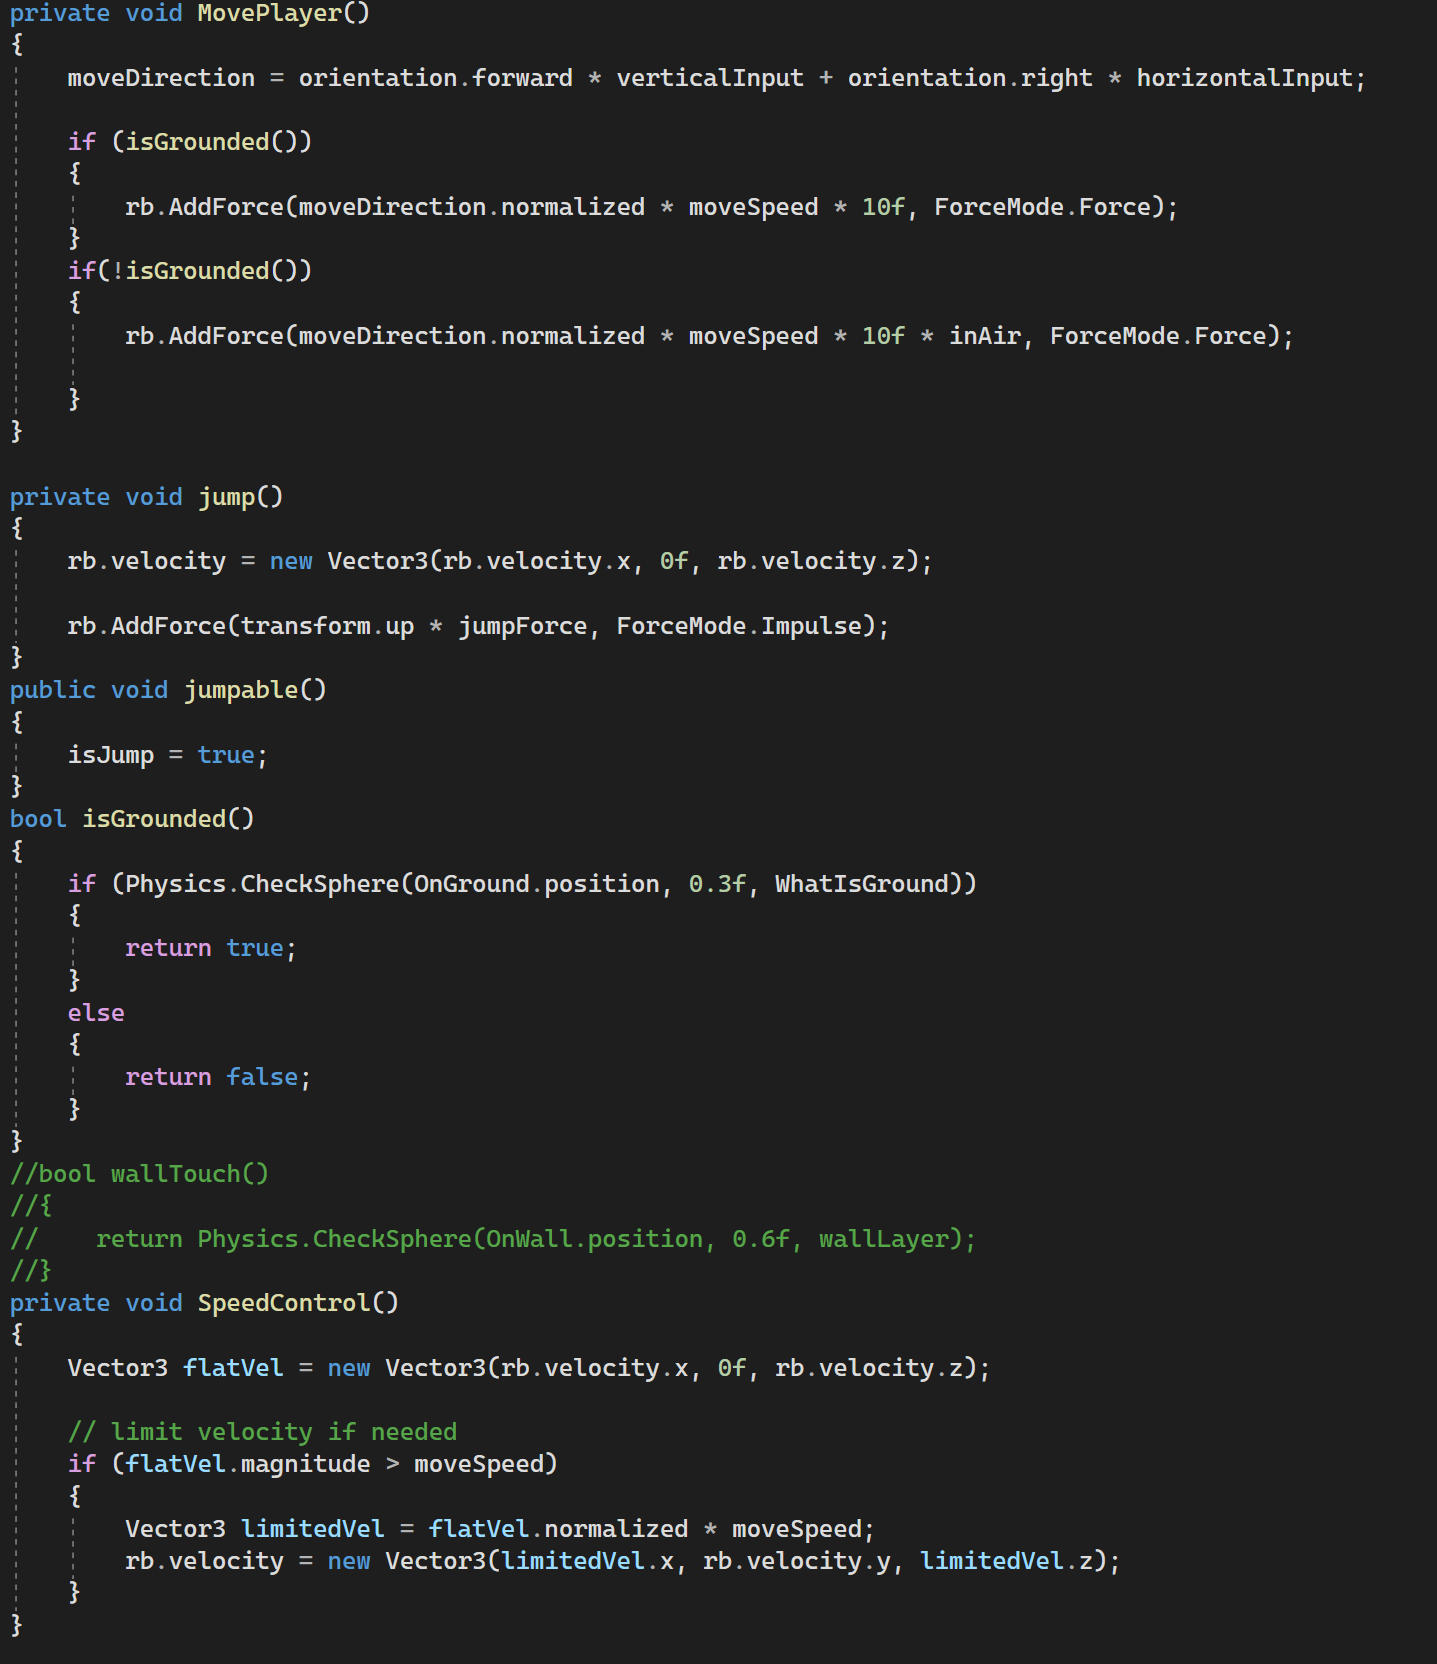 private void MovePlayer()
{
    moveDirection = orientation.forward * verticalInput + orientation.right * horizontalInput;

    if (isGrounded())
    {
        rb.AddForce(moveDirection.normalized * moveSpeed * 10f, ForceMode.Force);
    }
    if(!isGrounded())
    {
        rb.AddForce(moveDirection.normalized * moveSpeed * 10f * inAir, ForceMode.Force);

    }
}

private void jump()
{
    rb.velocity = new Vector3(rb.velocity.x, 0f, rb.velocity.z);

    rb.AddForce(transform.up * jumpForce, ForceMode.Impulse);
}
public void jumpable()
{
    isJump = true;
}
bool isGrounded()
{
    if (Physics.CheckSphere(OnGround.position, 0.3f, WhatIsGround))
    {
        return true;
    }
    else
    {
        return false;
    }
}
//bool wallTouch()
//{
//    return Physics.CheckSphere(OnWall.position, 0.6f, wallLayer);
//}
private void SpeedControl()
{
    Vector3 flatVel = new Vector3(rb.velocity.x, 0f, rb.velocity.z);

    // limit velocity if needed
    if (flatVel.magnitude > moveSpeed)
    {
        Vector3 limitedVel = flatVel.normalized * moveSpeed;
        rb.velocity = new Vector3(limitedVel.x, rb.velocity.y, limitedVel.z);
    }
}